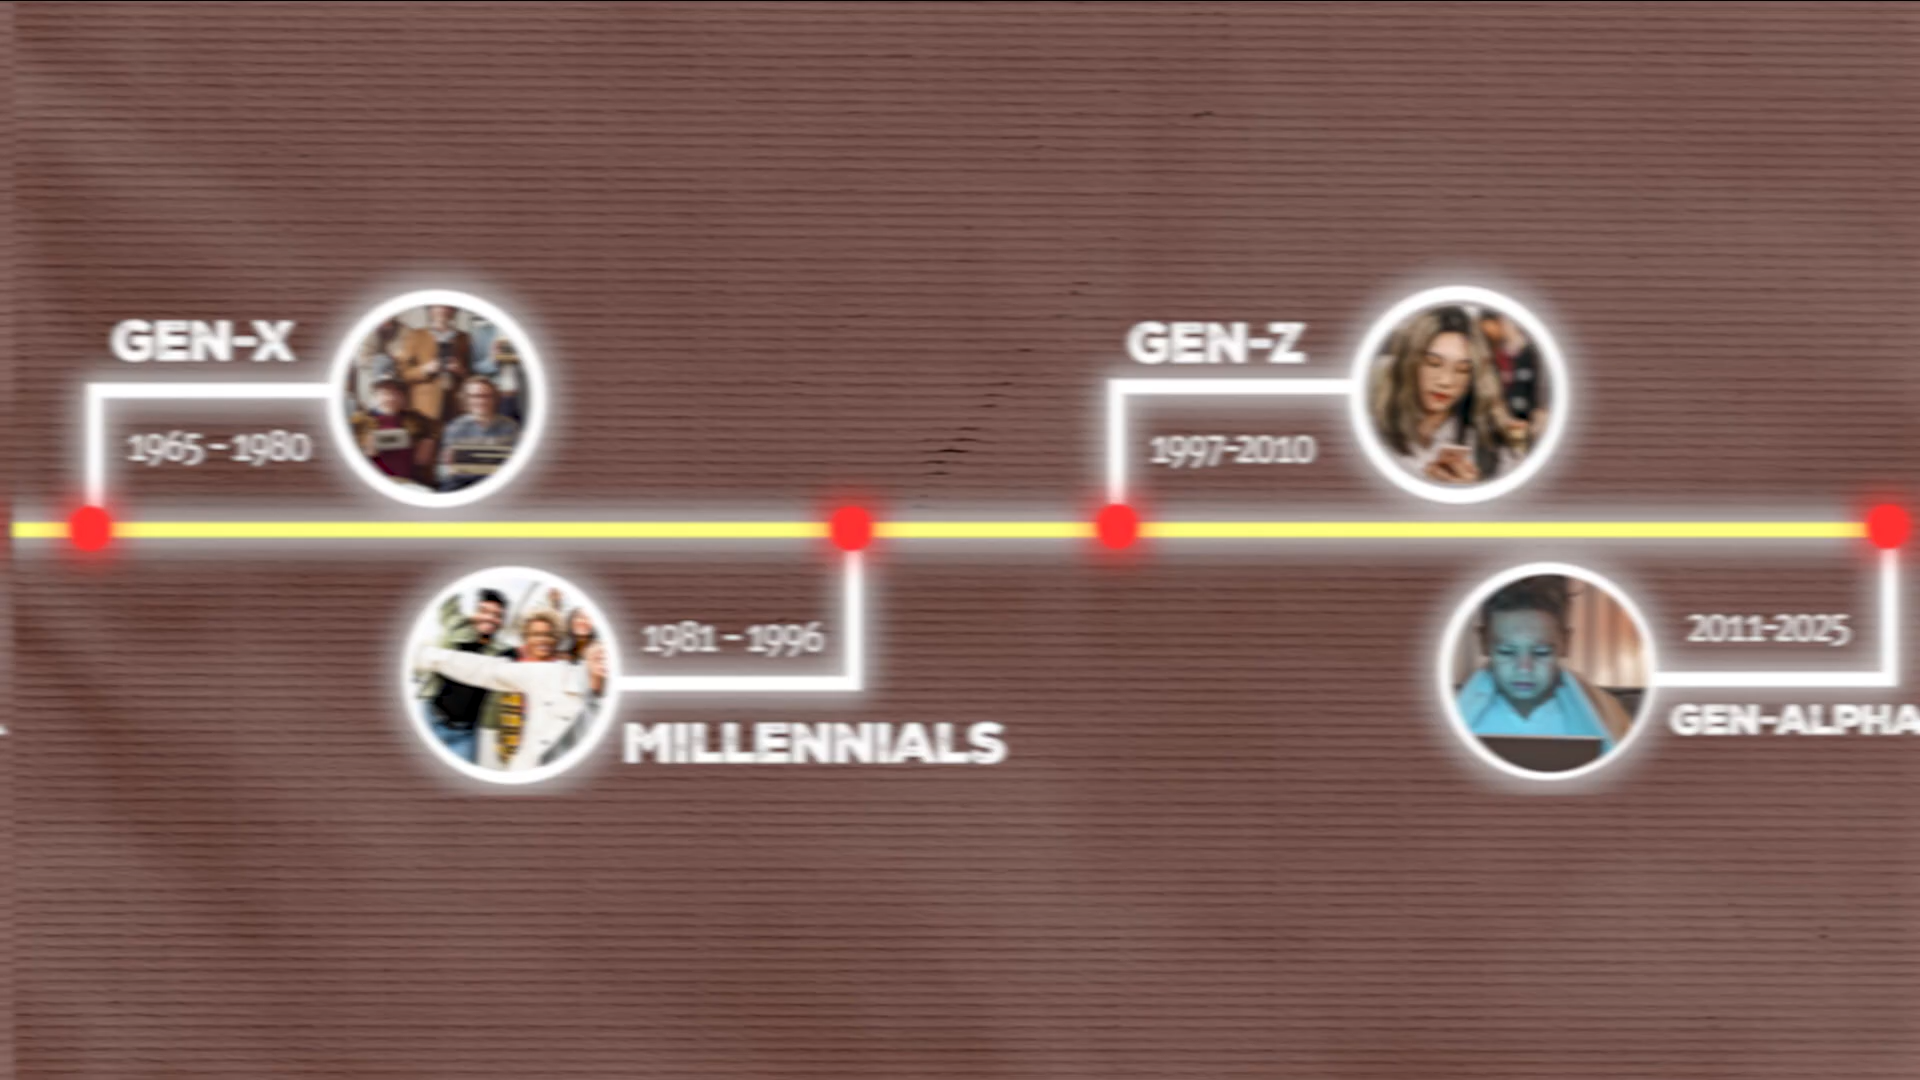 GEN-X
1965 - 1980
1981 - 1996
MILLENNIALS
GEN-Z
1997-2010
2011-2025
GEN-ALPHA